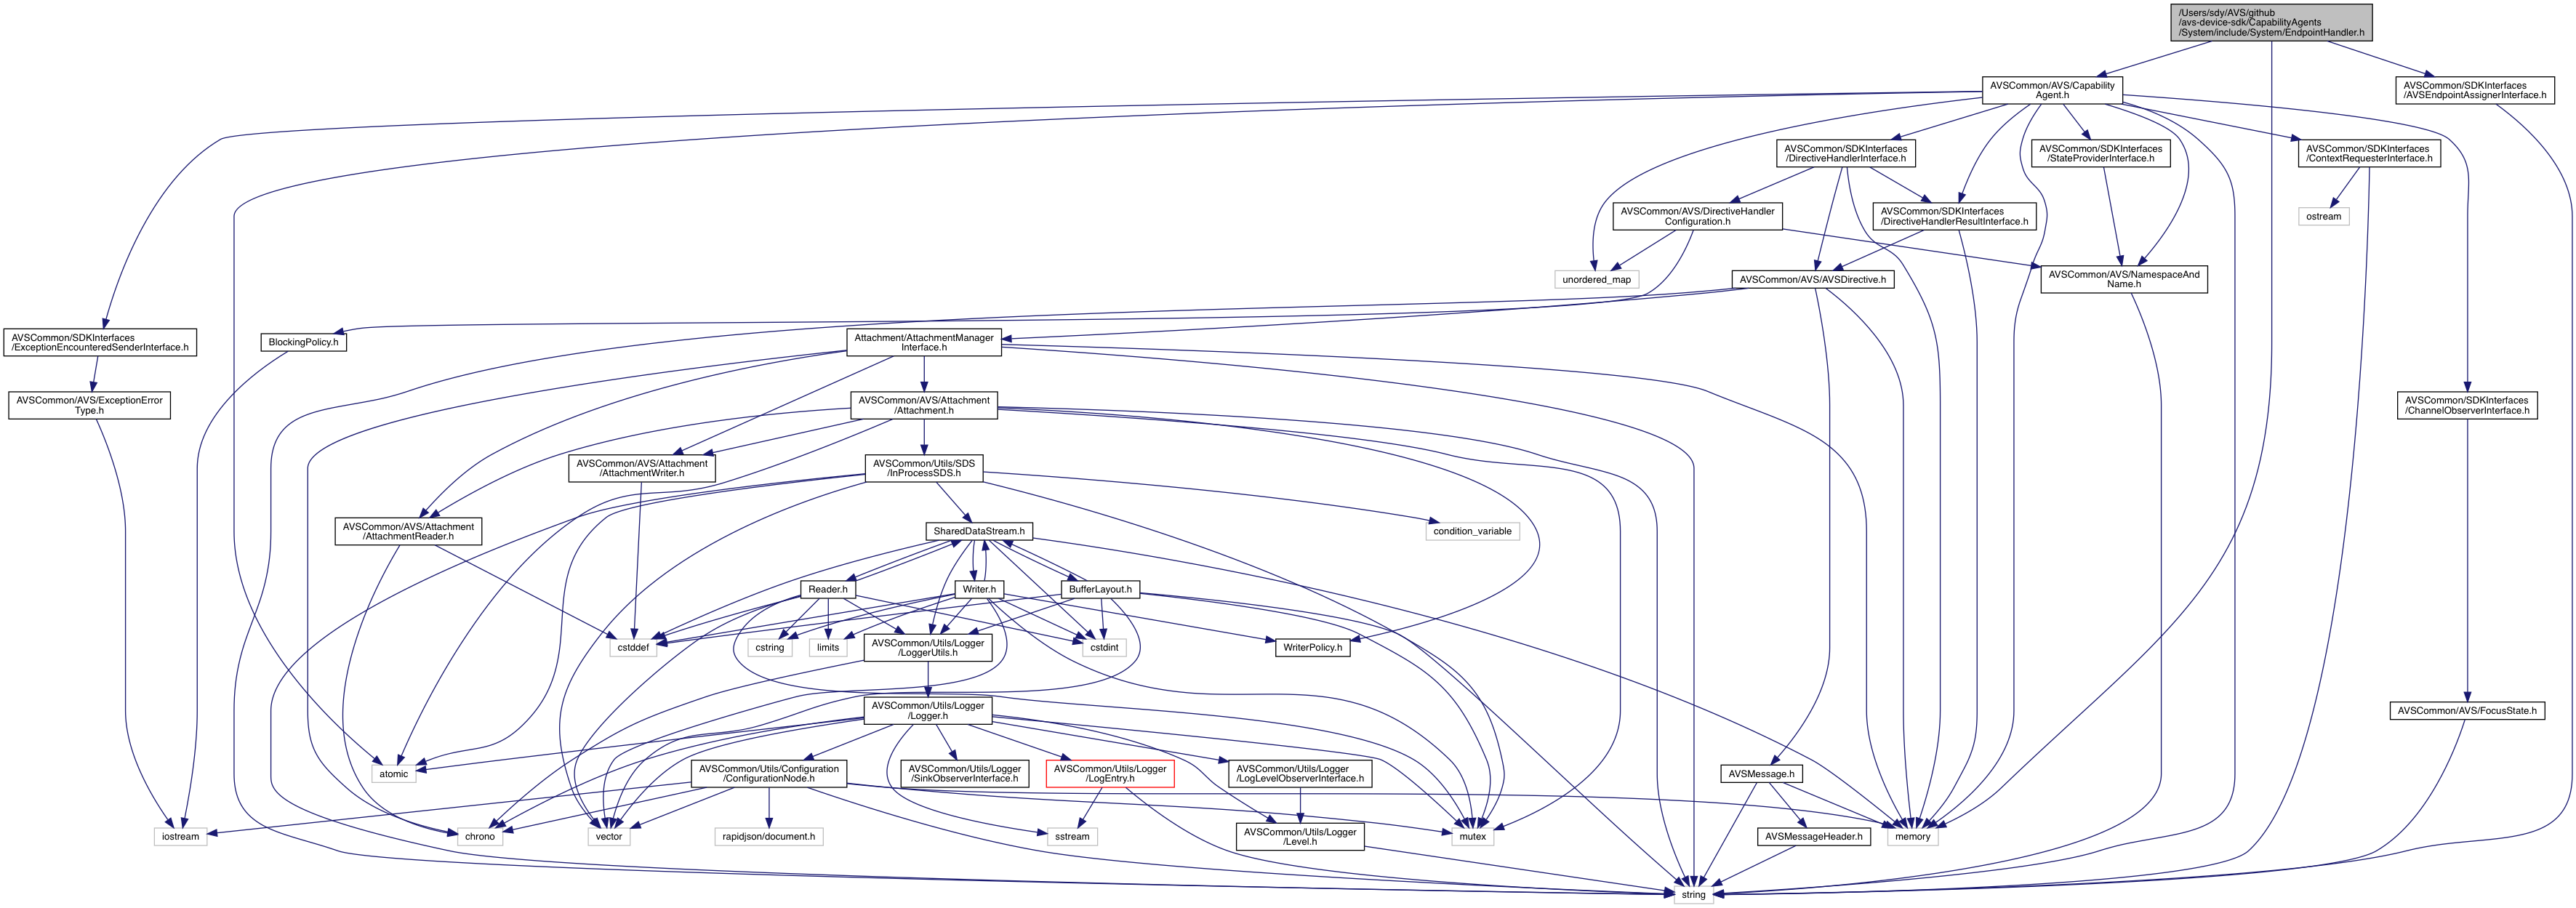 /Users/sdy/AVS/github
/avs-device-sdk/CapabilityAgents
/System/include/System/EndpointHandler.h
AVSCommon/AVS/Capability
Agent.h
AVSCommon/SDKInterfaces
/AVSEndpointAssignerInterface.h
AVSCommon/SDKInterfaces
/DirectiveHandlerInterface.h
AVSCommon/SDKInterfaces
/StateProviderInterface.h
AVSCommon/SDKInterfaces
/ContextRequesterInterface.h
AVSCommon/AVS/DirectiveHandler
Configuration.h
AVSCommon/SDKInterfaces
/DirectiveHandlerResultInterface.h
ostream
unordered_map
AVSCommon/AVS/AVSDirective.h
AVSCommon/AVS/NamespaceAnd
Name.h
AVSCommon/SDKInterfaces
/ExceptionEncounteredSenderInterface.h
BlockingPolicy.h
Attachment/AttachmentManager
Interface.h
AVSCommon/AVS/ExceptionError
Type.h
AVSCommon/AVS/Attachment
/Attachment.h
AVSCommon/SDKInterfaces
/ChannelObserverInterface.h
AVSCommon/AVS/Attachment
/AttachmentWriter.h
AVSCommon/Utils/SDS
/InProcessSDS.h
AVSCommon/AVS/Attachment
/AttachmentReader.h
SharedDataStream.h
condition_variable
Reader.h
Writer.h
BufferLayout.h
cstddef
cstring
limits
AVSCommon/Utils/Logger
/LoggerUtils.h
cstdint
WriterPolicy.h
AVSCommon/Utils/Logger
/Logger.h
AVSCommon/AVS/FocusState.h
atomic
AVSCommon/Utils/Configuration
/ConfigurationNode.h
AVSCommon/Utils/Logger
/SinkObserverInterface.h
AVSCommon/Utils/Logger
/LogEntry.h
AVSCommon/Utils/Logger
/LogLevelObserverInterface.h
AVSMessage.h
iostream
chrono
vector
rapidjson/document.h
sstream
AVSCommon/Utils/Logger
/Level.h
mutex
AVSMessageHeader.h
memory
string